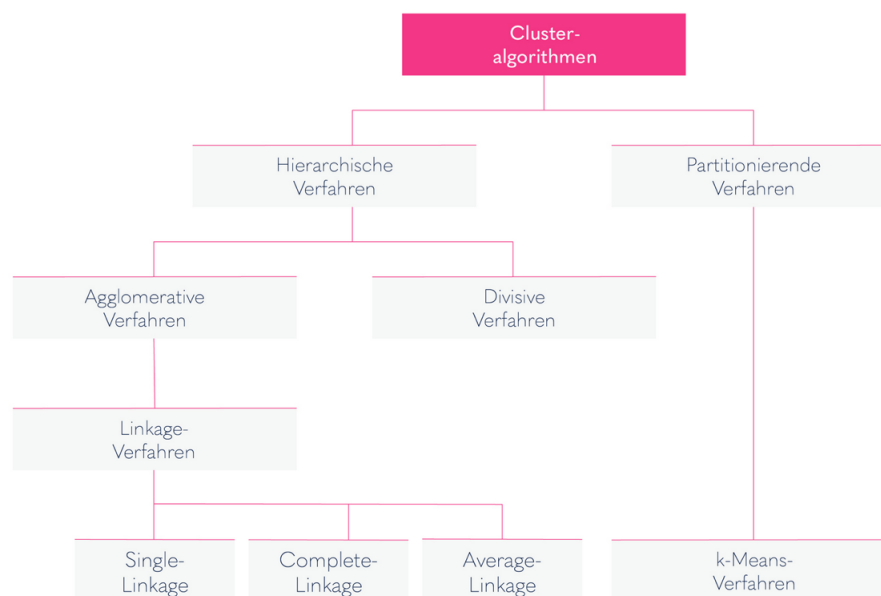 Cluster-
algorithmen
Hierarchische
Verfahren
Partitionierende
Verfahren
Agglomerative
Verfahren
Divisive
Verfahren
Linkage-
Verfahren
Single-
Linkage
Complete-
Linkage
Average-
Linkage
k-Means-
Verfahren